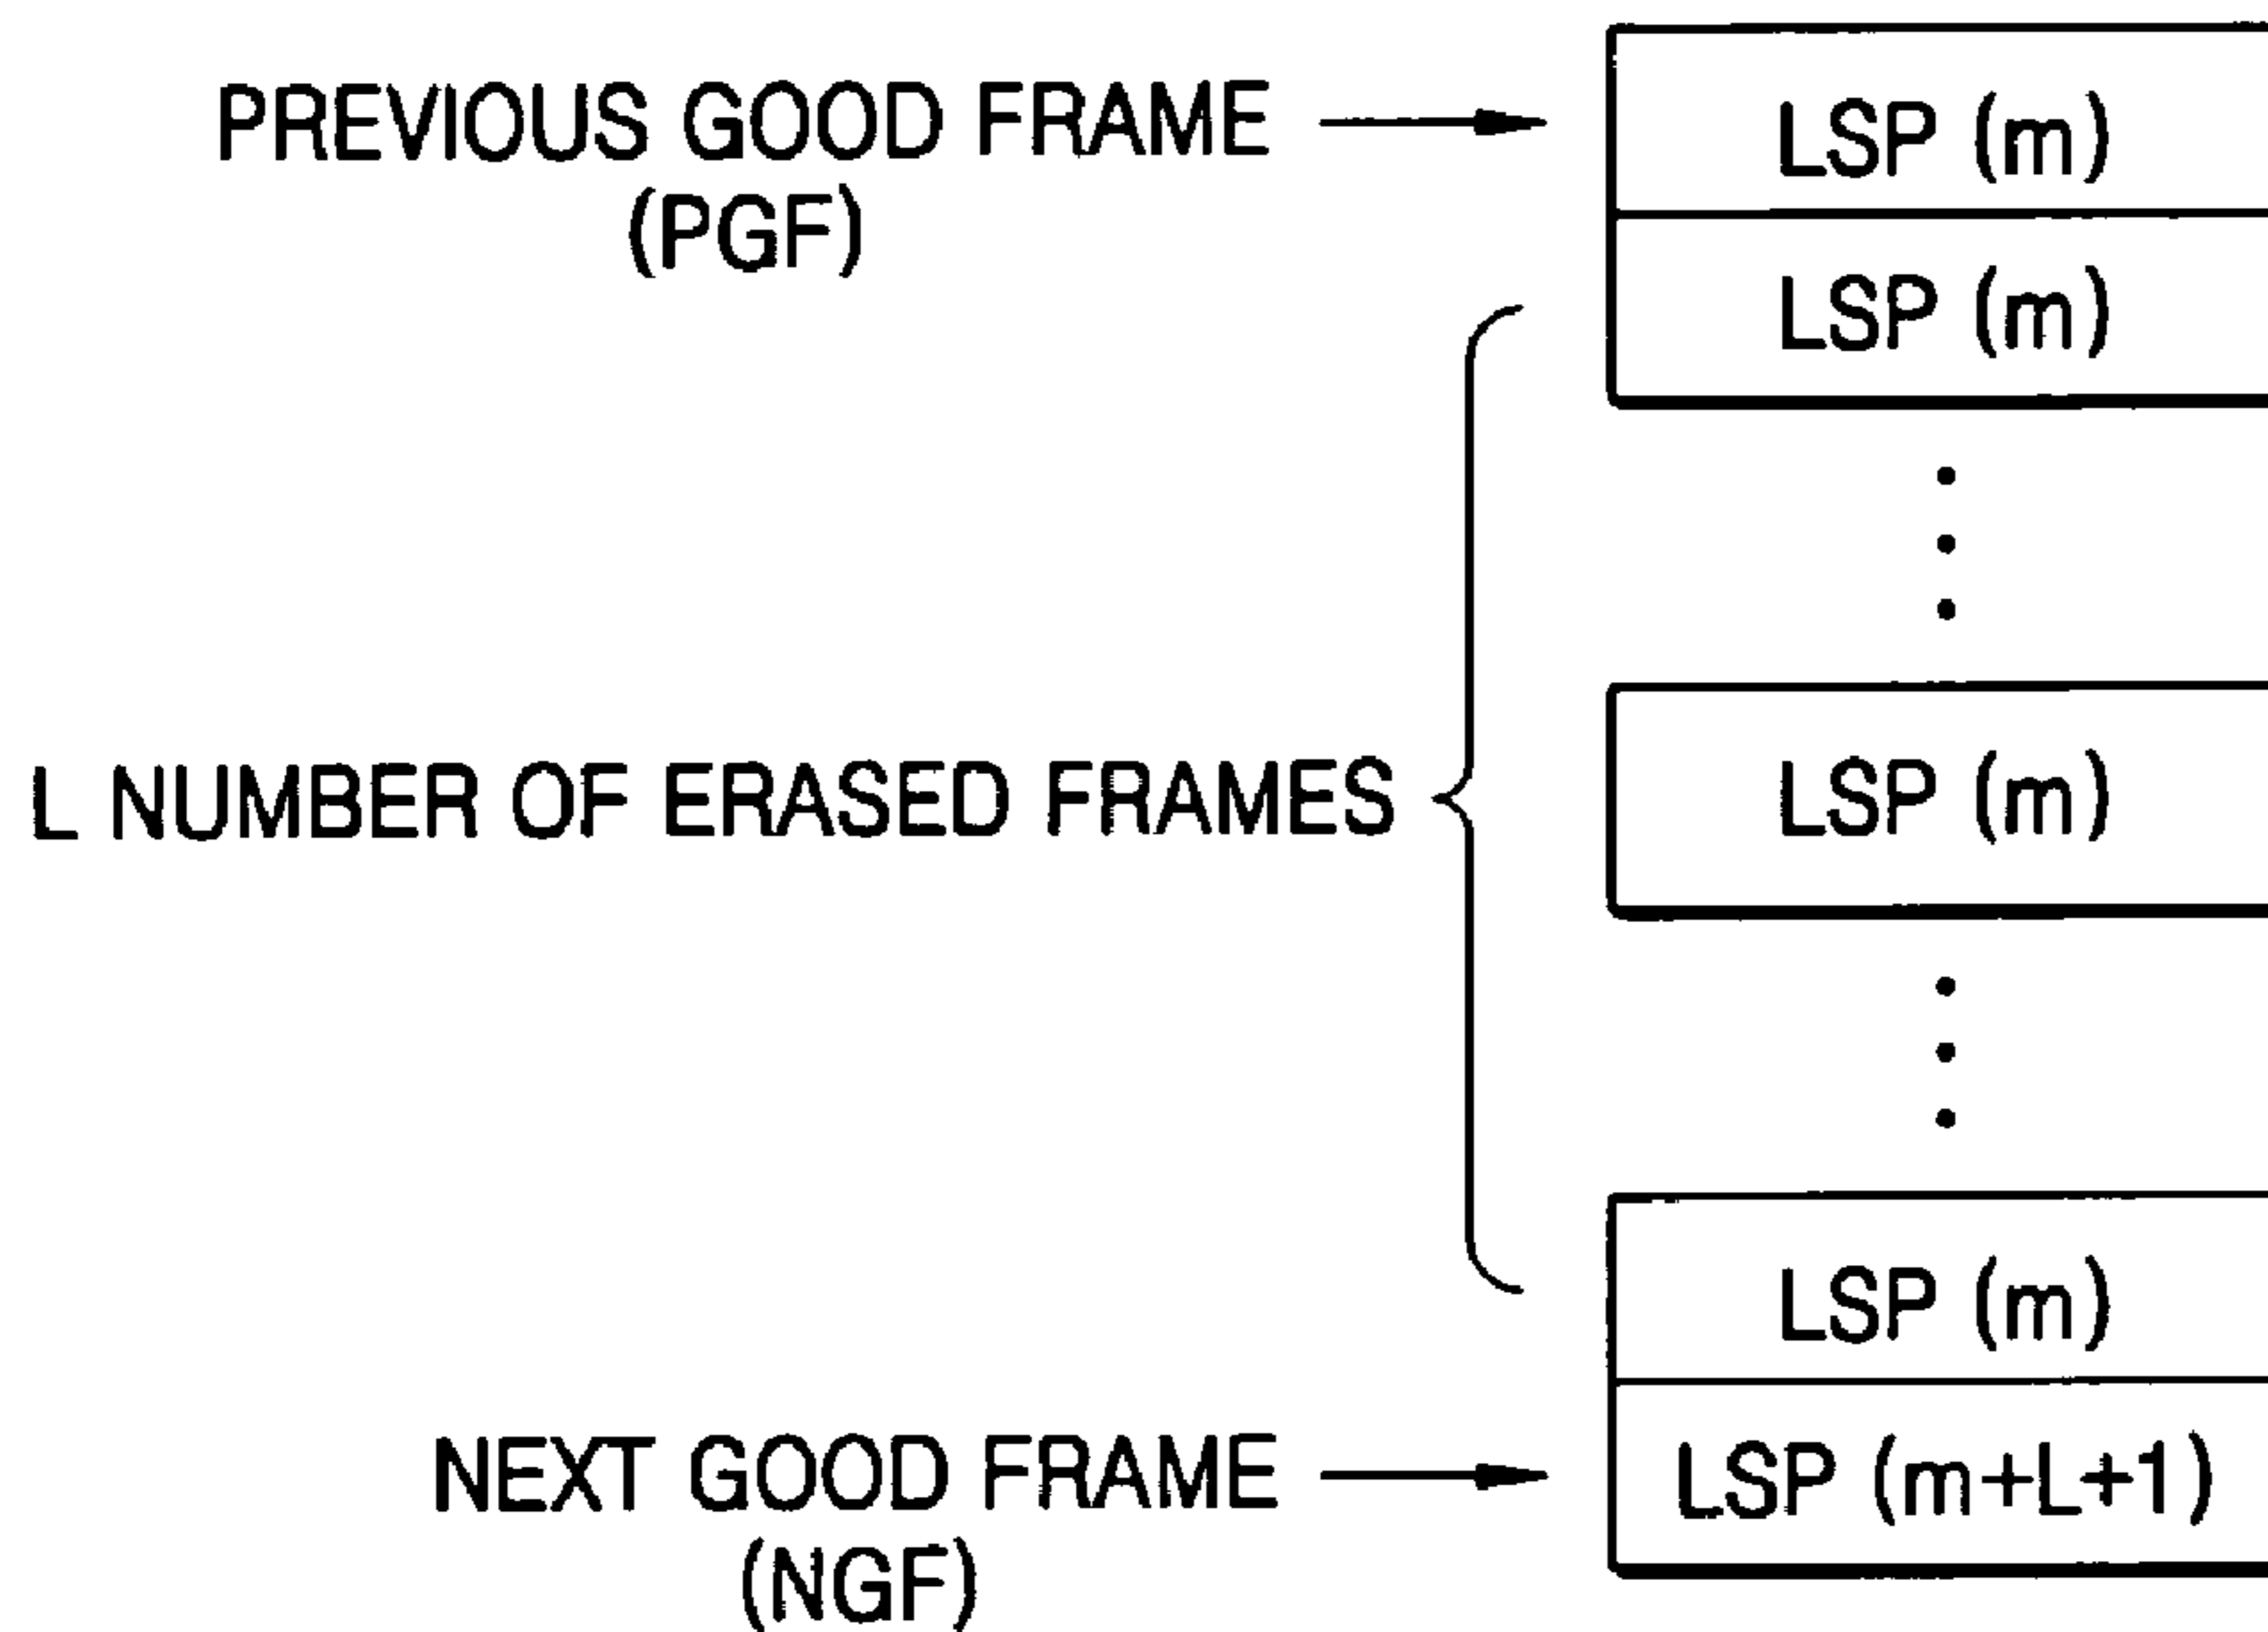 PREVIOUS GOOD FRAME
(PGF)
LSP (m)
LSP (m)
L NUMBER OF ERASED FRAMES
LSP (m)
LSP (m)
NEXT GOOD FRAME
(NGF)
LSP (m+L+1)